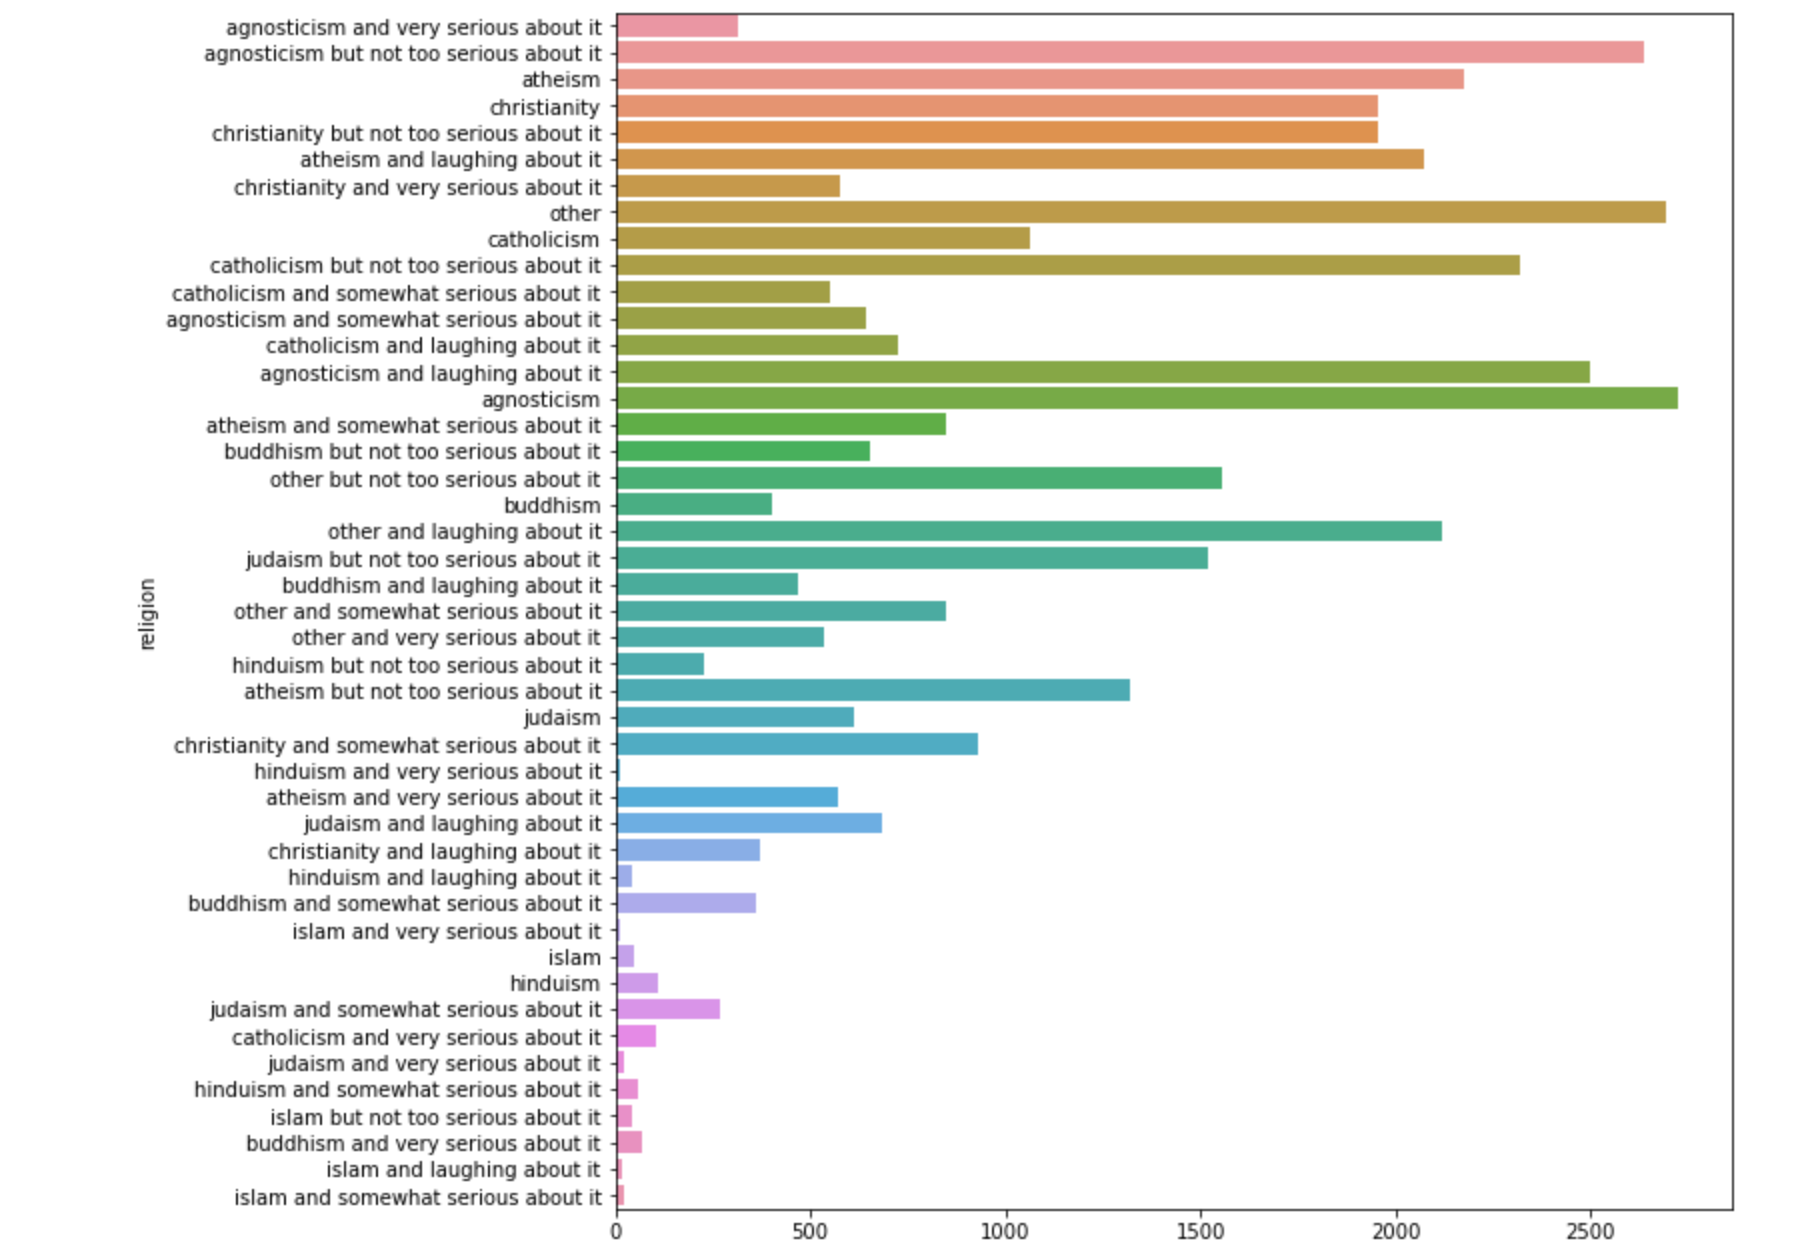 agnosticism and very serious about it
agnosticism but not too serious about it
atheism
christianity
christianity but not too serious about it
atheism and laughing about it
christianity and very serious about it
other
catholicism
catholicism but not too serious about it
catholicism and somewhat serious about it
agnosticism and somewhat serious about it
catholicism and laughing about it
agnosticism and laughing about it
agnosticism
atheism and somewhat serious about it
buddhism but not too serious about it
other but not too serious about it
buddhism
other and laughing about it
judaism but not too serious about it
buddhism and laughing about it
other and somewhat serious about it
other and very serious about it
hinduism but not too serious about it
atheism but not too serious about it
judaism
christianity and somewhat serious about it
hinduism and very serious about it
atheism and very serious about it
judaism and laughing about it
christianity and laughing about it
hinduism and laughing about it
buddhism and somewhat serious about it
islam and very serious about it
islam
hinduism
judaism and somewhat serious about it
catholicism and very serious about it
judaism and very serious about it
hinduism and somewhat serious about it
islam but not too serious about it
buddhism and very serious about it
islam and laughing about it
islam and somewhat serious about it
religion
0 500 1000 1500 2000 2500